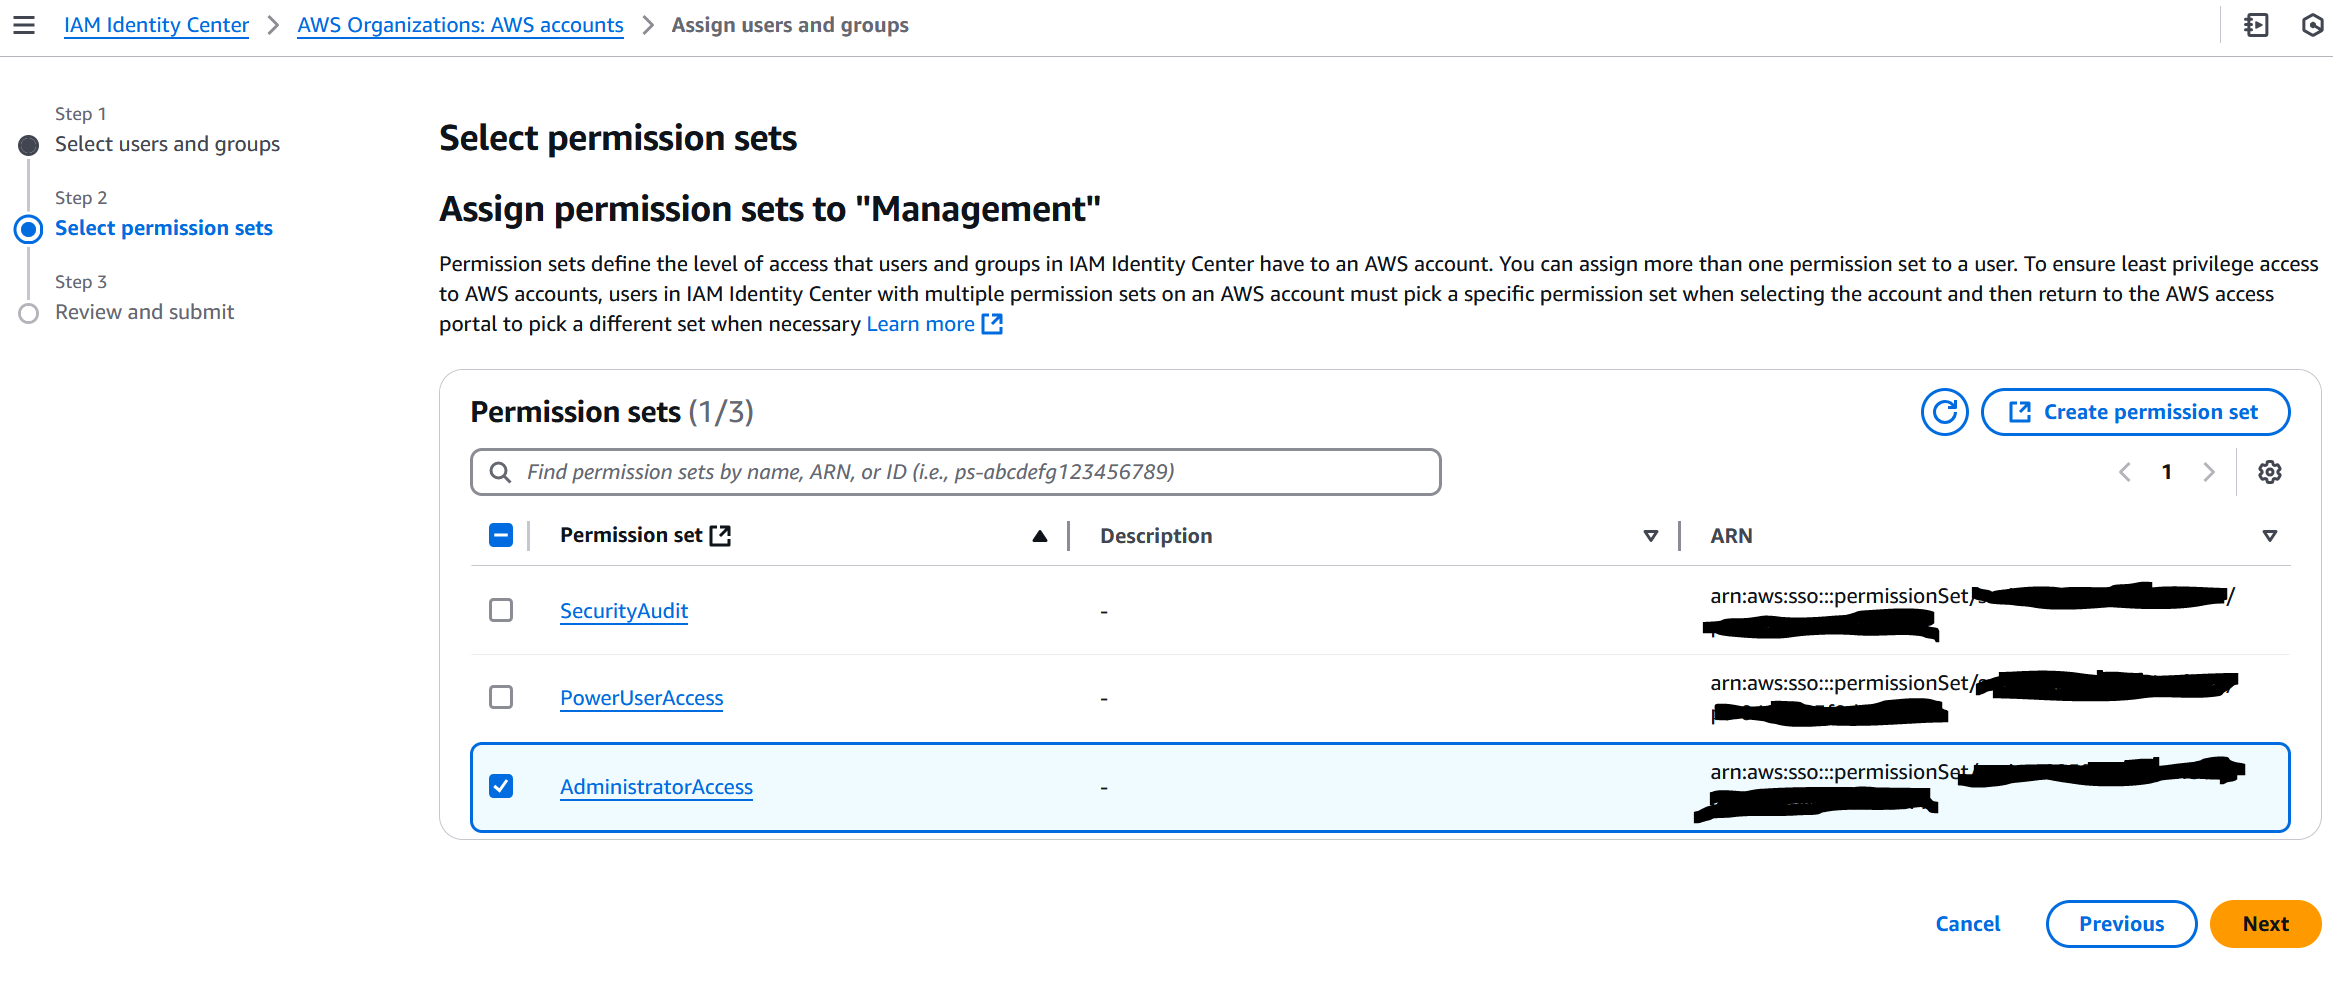 IAM Identity Center > AWS Organizations: AWS accounts > Assign users and groups
Step 1
Select users and groups
Step 2
Select permission sets
Step 3
Review and submit
Select permission sets
Assign permission sets to "Management"
Permission sets define the level of access that users and groups in IAM Identity Center have to an AWS account. You can assign more than one permission set to a user. To ensure least privilege access
to AWS accounts, users in IAM Identity Center with multiple permission sets on an AWS account must pick a specific permission set when selecting the account and then return to the AWS access
portal to pick a different set when necessary Learn more
Permission sets (1/3)
Create permission set
Find permission sets by name, ARN, or ID (i.e., ps-abcdefg123456789)
1
Permission set Description ARN
SecurityAudit - arn:aws:sso:::permissionSet/
PowerUserAccess - arn:aws:sso:::permissionSet/
AdministratorAccess - arn:aws:sso:::permissionSet/
Cancel Previous Next